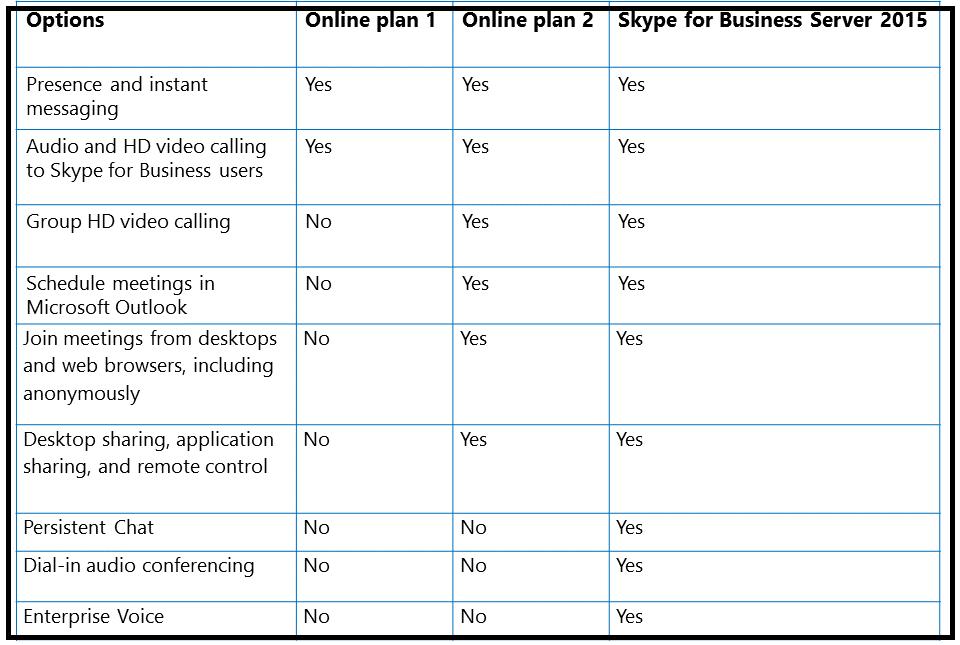 Options Online plan 1 Online plan 2 Skype for Business Server 2015
Presence and instant Yes Yes Yes
messaging
Audio and HD video calling Yes Yes Yes
to Skype for Business users
Group HD video calling No Yes Yes
Schedule meetings in No Yes Yes
Microsoft Outlook
Join meetings from desktops No Yes Yes
and web browsers, including
anonymously
Desktop sharing, application No Yes Yes
sharing, and remote control
Persistent Chat No No Yes
Dial-in audio conferencing No No Yes
Enterprise Voice No No Yes